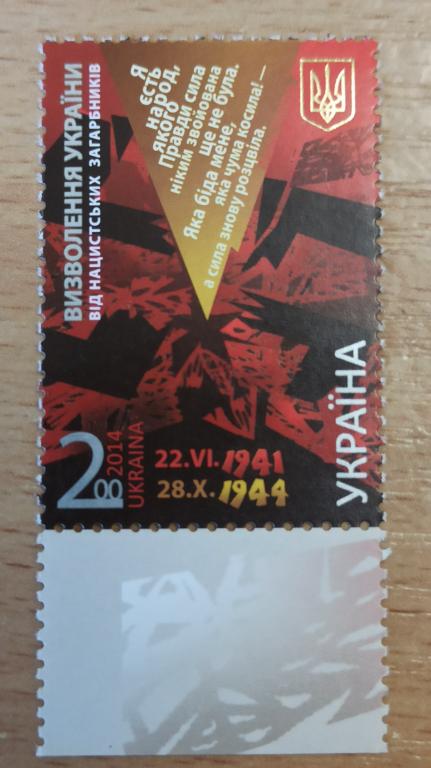 ВИЗВОЛЕННЯ УКРАЇНИ
ВІД НАЦИСТСЬКИХ ЗАГАРБНИКІВ
Я
єсть
народ,
якого
Правди сила
ніким звойована
ще не була.
Яка біда мене,
яка чума косила! —
а сила знову розцвіла.
УКРАЇНА
2 00
2014
UKRAINA
22.VI. 1941
28.X. 1944